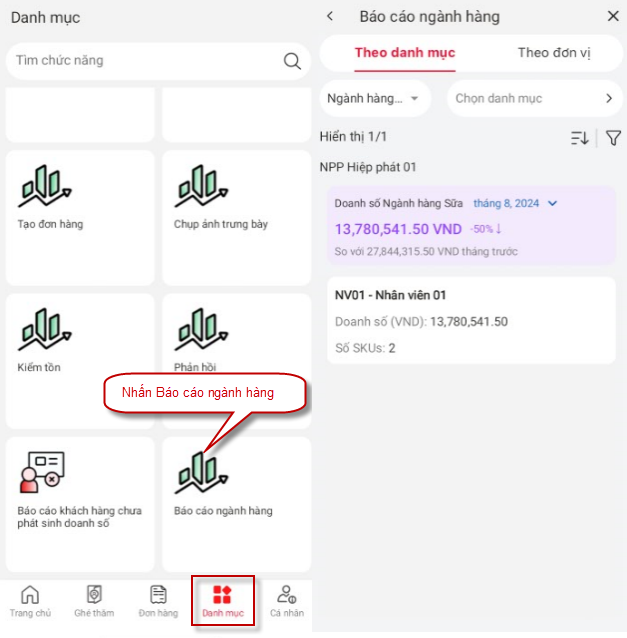 Danh mục
Tìm chức năng
Tạo đơn hàng
Chụp ảnh trưng bày
Kiểm tồn
Phản hồi
Nhấn Báo cáo ngành hàng
Báo cáo khách hàng chưa
phát sinh doanh số
Báo cáo ngành hàng
Trang chủ
Ghé thăm
Đơn hàng
Danh mục
Cá nhân
Báo cáo ngành hàng
Theo danh mục
Theo đơn vị
Ngành hàng...
Chọn danh mục
Hiển thị 1/1
NPP Hiệp phát 01
Doanh số Ngành hàng Sữa tháng 8, 2024
13,780,541.50 VND -50%↓
So với 27,844,315.50 VND tháng trước
NV01 - Nhân viên 01
Doanh số (VND): 13,780,541.50
Số SKUs: 2